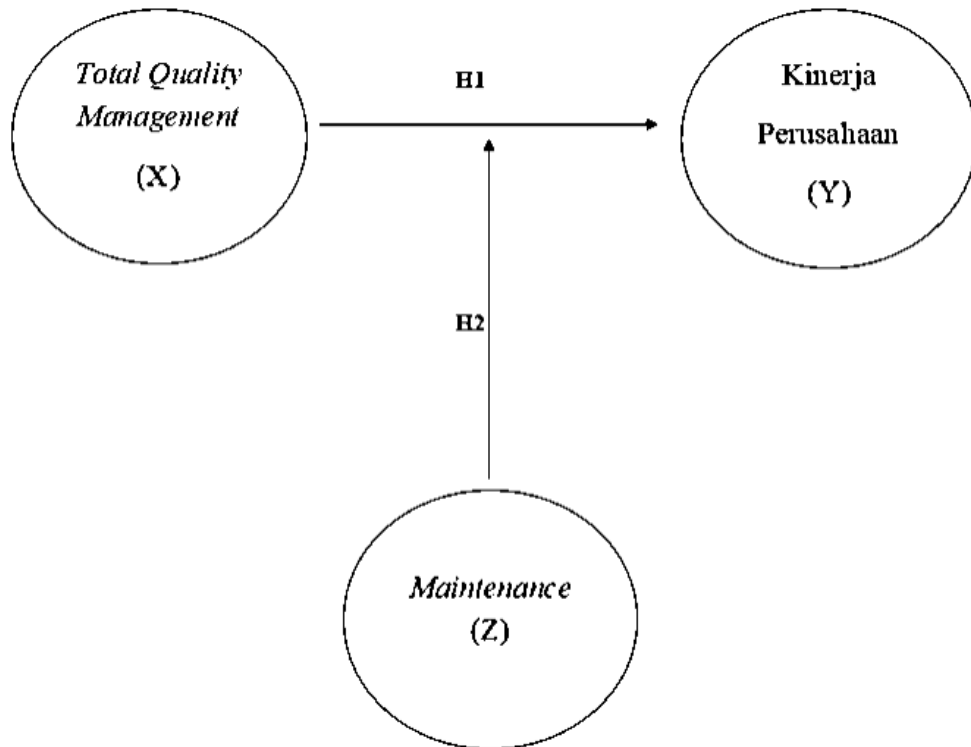 Total Quality
Management
(X)
H1
Kinerja
Perusahaan
(Y)
H2
Maintenance
(Z)